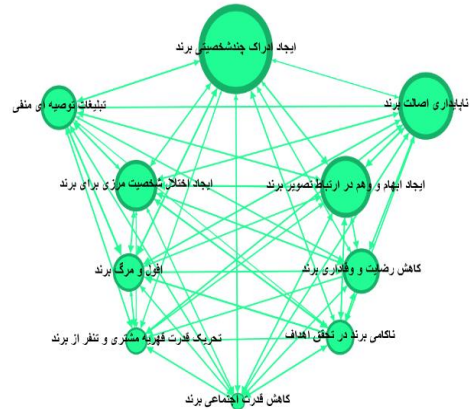 ایجاد ادراک چندشخصیتی برند
تبلیغات توصیه ای منفی
ناپایداری اصالت برند
ایجاد اختلال شخصیت مرزی برای برند
ایجاد ابهام و وهم در ارتباط تصویر برند
افول و مرگ برند
کاهش رضایت و وفاداری برند
تحریک قدرت قهریه مشتری و تنفر از برند
ناکامی برند در تحقق اهداف
کاهش قدرت اجتماعی برند